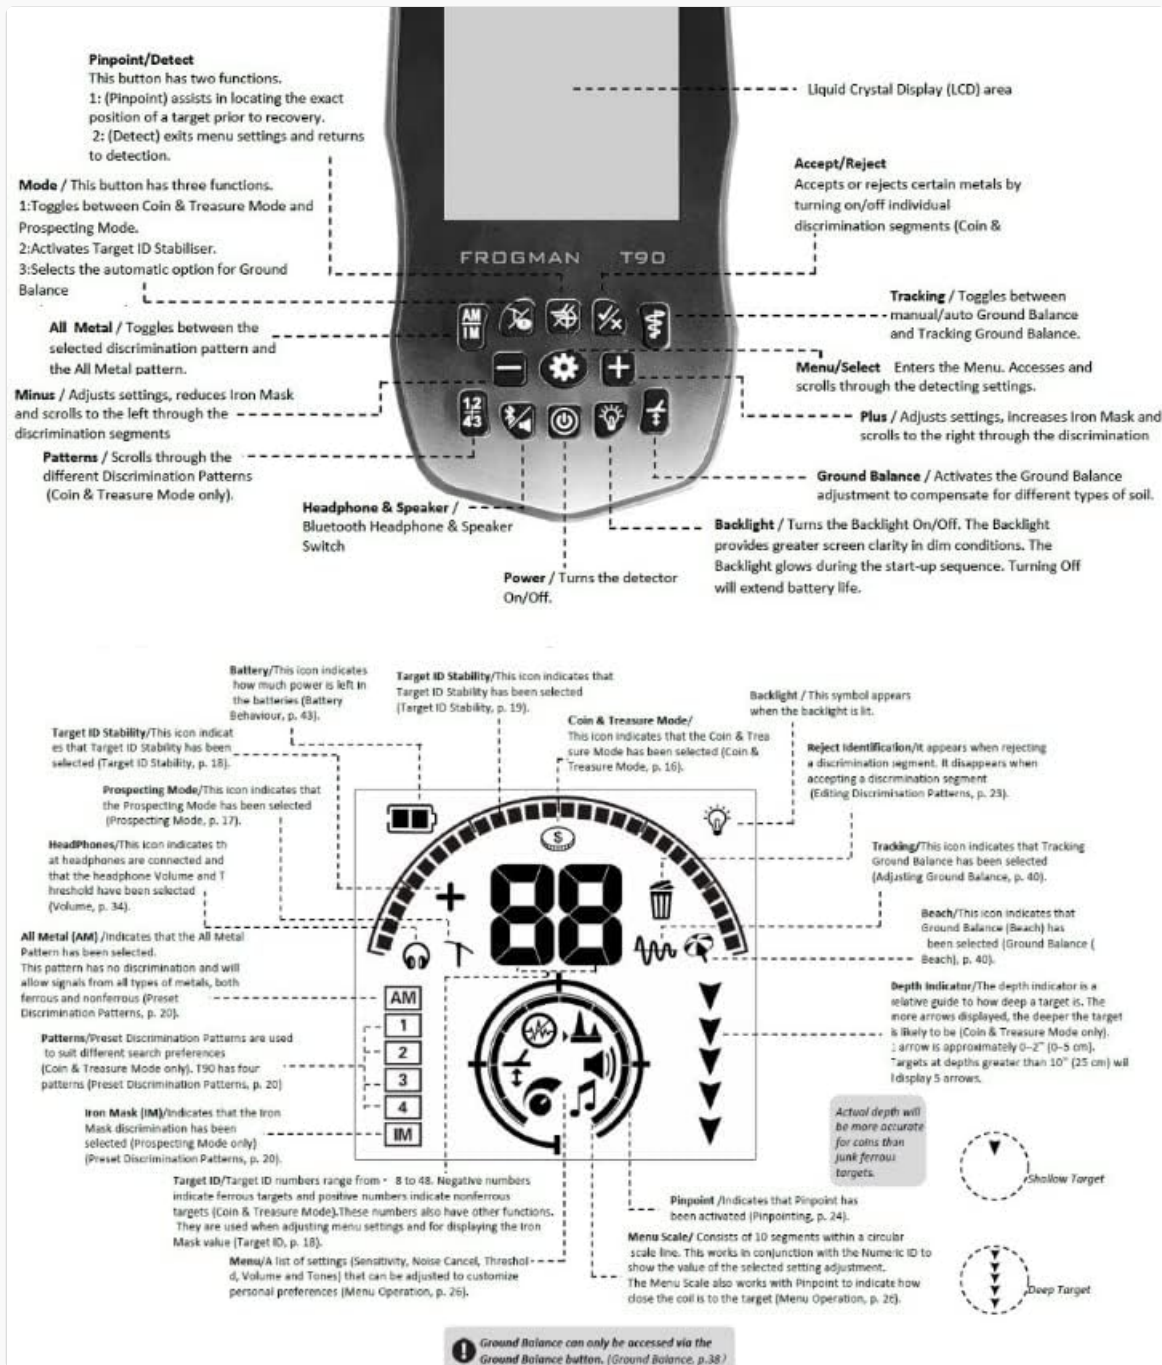 Pinpoint/Detect
This button has two functions.
1: (Pinpoint) assists in locating the exact
position of a target prior to recovery.
2: (Detect) exits menu settings and returns
to detection.
Liquid Crystal Display (LCD) area
Accept/Reject
Accepts or rejects certain metals by
turning on/off individual
discrimination segments (Coin &
Mode / This button has three functions.
1:Toggles between Coin & Treasure Mode and
Prospecting Mode.
2:Activates Target ID Stabiliser.
3:Selects the automatic option for Ground
Balance
FROGMAN T90
AM
IM
Tracking / Toggles between
manual/auto Ground Balance
and Tracking Ground Balance.
All Metal / Toggles between the
selected discrimination pattern and
the All Metal pattern.
Menu/Select Enters the Menu. Accesses and
scrolls through the detecting settings.
Minus / Adjusts settings, reduces Iron Mask
and scrolls to the left through the
discrimination segments
12
43
Plus / Adjusts settings, increases Iron Mask and
scrolls to the right through the discrimination
Patterns / Scrolls through the
different Discrimination Patterns
(Coin & Treasure Mode only).
Ground Balance / Activates the Ground Balance
adjustment to compensate for different types of soil.
Headphone & Speaker /
Bluetooth Headphone & Speaker
Switch
Backlight / Turns the Backlight On/Off. The Backlight
provides greater screen clarity in dim conditions. The
Backlight glows during the start-up sequence. Turning Off
will extend battery life.
Power / Turns the detector
On/Off.
Battery/This icon indicates
how much power is left in
the batteries (Battery
Behaviour, p. 43).
Target ID Stability/This icon indicates that
Target ID Stability has been selected
(Target ID Stability, p. 19).
Backlight / This symbol appears
when the backlight is lit.
Coin & Treasure Mode/
This icon indicates that the Coin & Trea
sure Mode has been selected (Coin &
Treasure Mode, p. 16).
Target ID Stability/This icon indicat
es that Target ID Stability has been
selected (Target ID Stability, p. 18).
Reject Identification/It appears when rejecting
a discrimination segment. It disappears when
accepting a discrimination segment
(Editing Discrimination Patterns, p. 23).
Prospecting Mode/This icon indicates that
the Prospecting Mode has been selected
(Prospecting Mode, p. 17).
HeadPhones/This icon indicates th
at headphones are connected and
that the headphone Volume and T
hreshold have been selected
(Volume, p. 34).
$
88
Tracking/This icon indicates that Tracking
Ground Balance has been selected
(Adjusting Ground Balance, p. 40).
Beach/This icon indicates that
Ground Balance (Beach) has
been selected (Ground Balance (
Beach), p. 40).
All Metal (AM) /Indicates that the All Metal
Pattern has been selected.
This pattern has no discrimination and will
allow signals from all types of metals, both
ferrous and nonferrous (Preset
Discrimination Patterns, p. 20).
AM
1
2
3
4
IM
Depth Indicator/The depth indicator is a
relative guide to how deep a target is. The
more arrows displayed, the deeper the target
is likely to be (Coin & Treasure Mode only).
arrow is approximately 0–2" (0–5 cm).
Targets at depths greater than 10" (25 cm) wil
l display 5 arrows.
Patterns/Preset Discrimination Patterns are used
to suit different search preferences
(Coin & Treasure Mode only). T90 has four
patterns (Preset Discrimination Patterns, p. 20)
Iron Mask (IM)/Indicates that the Iron
Mask discrimination has been
selected (Prospecting Mode only)
(Preset Discrimination Patterns, p. 20).
Actual depth will
be more accurate
for coins than
junk ferrous
targets.
Shallow Target
Target ID/Target ID numbers range from - 8 to 48. Negative numbers
indicate ferrous targets and positive numbers indicate nonferrous
targets (Coin & Treasure Mode).These numbers also have other functions.
They are used when adjusting menu settings and for displaying the Iron
Mask value (Target ID, p. 18).
Pinpoint /Indicates that Pinpoint has
been activated (Pinpointing, p. 24).
Menu/A list of settings (Sensitivity, Noise Cancel, Threshol
d, Volume and Tones) that can be adjusted to customize
personal preferences (Menu Operation, p. 26).
Menu Scale/ Consists of 10 segments within a circular
scale line. This works in conjunction with the Numeric ID to
show the value of the selected setting adjustment.
The Menu Scale also works with Pinpoint to indicate how
close the coil is to the target (Menu Operation, p. 26).
Deep Target
Ground Balance can only be accessed via the
Ground Balance button. (Ground Balance, p.38)